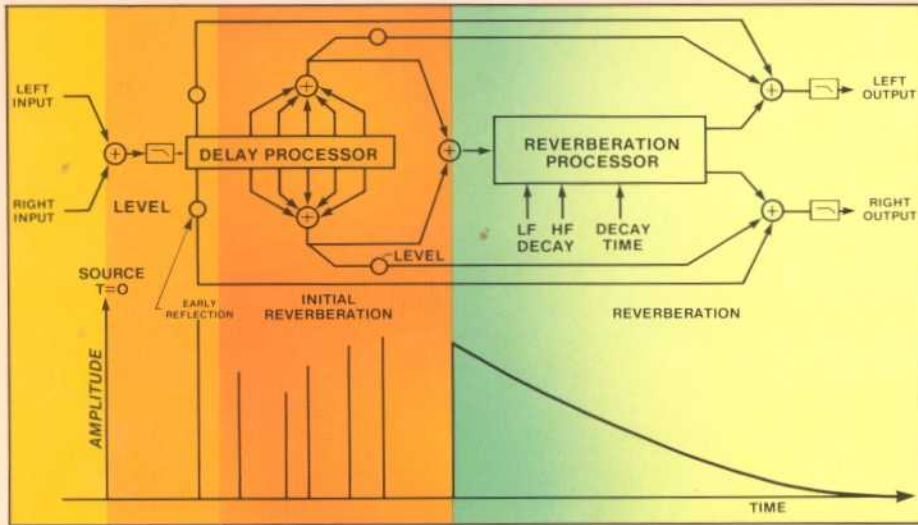 LEFT
INPUT
RIGHT
INPUT
DELAY PROCESSOR
LEVEL
REVERBERATION
PROCESSOR
LF
DECAY
HF
DECAY
TIME
LEFT
OUTPUT
RIGHT
OUTPUT
LEVEL
SOURCE
T=0
EARLY
REFLECTION
INITIAL
REVERBERATION
REVERBERATION
AMPLITUDE
TIME